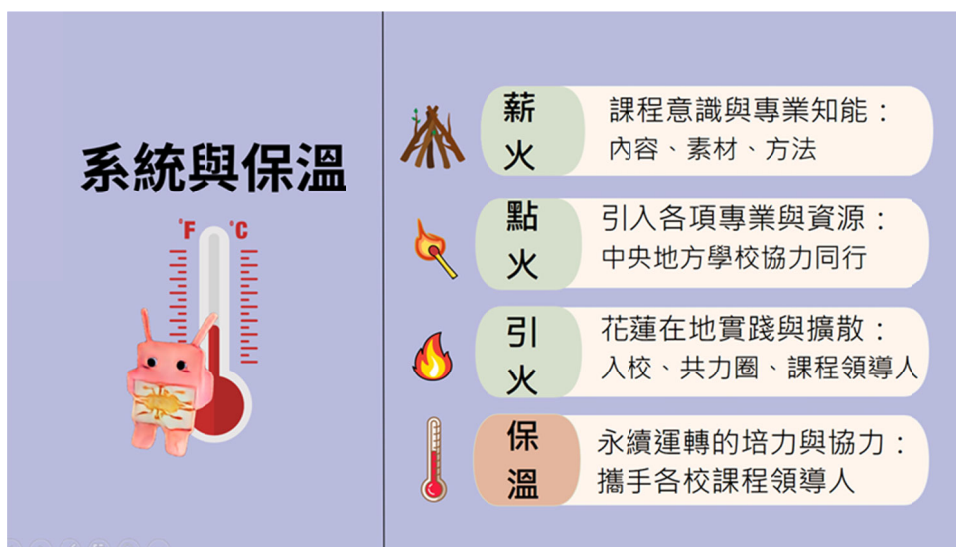 系統與保溫
°F °C
薪火
課程意識與專業知能：
內容、素材、方法
點火
引入各項專業與資源：
中央地方學校協力同行
引火
花蓮在地實踐與擴散：
入校、共力圈、課程領導人
保溫
永續運轉的培力與協力：
攜手各校課程領導人